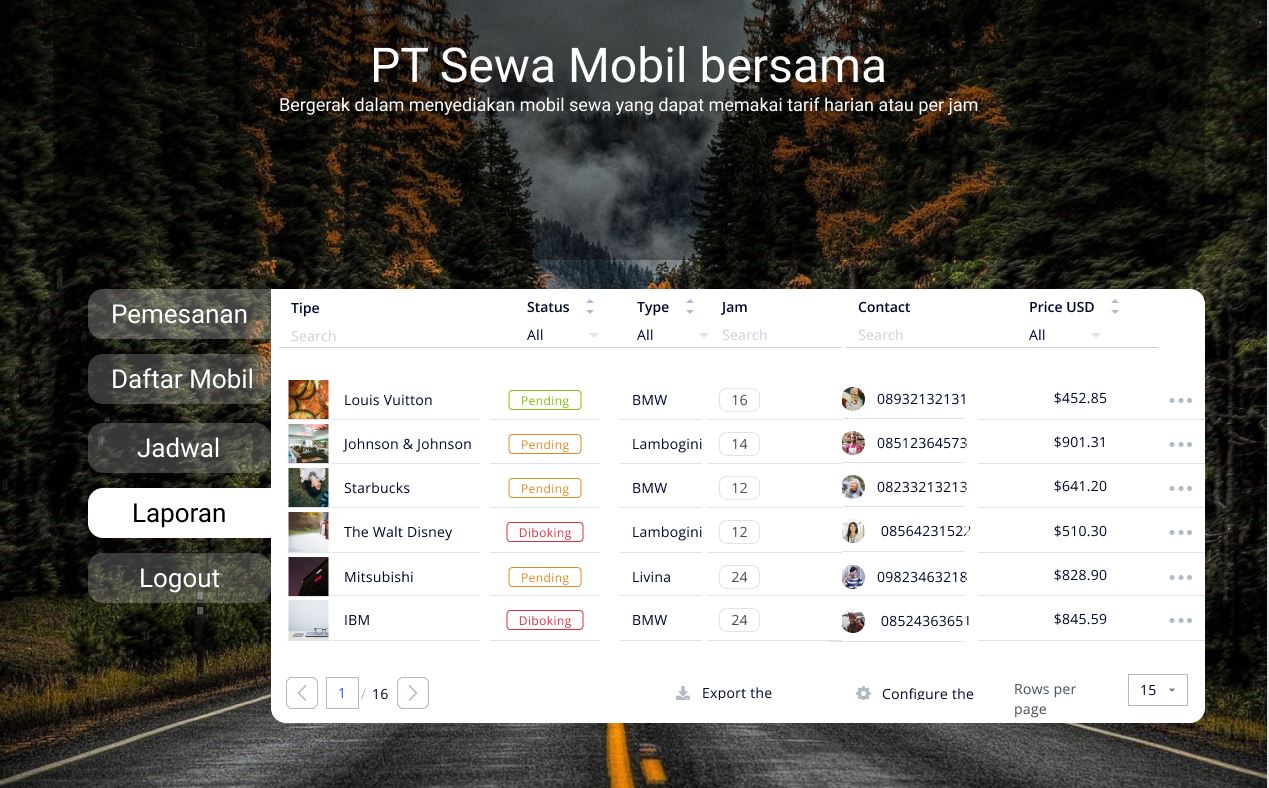 PT Sewa Mobil bersama
Bergerak dalam menyediakan mobil sewa yang dapat memakai tarif harian atau per jam
Pemesanan
Daftar Mobil
Jadwal
Laporan
Logout
Tipe Status Type Jam Contact Price USD
Search All All Search Search All
Louis Vuitton Pending BMW 16 08932132131 $452.85
Johnson & Johnson Pending Lambogini 14 08512364573 $901.31
Starbucks Pending BMW 12 08233213213 $641.20
The Walt Disney Diboking Lambogini 12 08564231522 $510.30
Mitsubishi Pending Livina 24 09823463218 $828.90
IBM Diboking BMW 24 08524363651 $845.59
1 / 16 Export the Configure the Rows per page 15